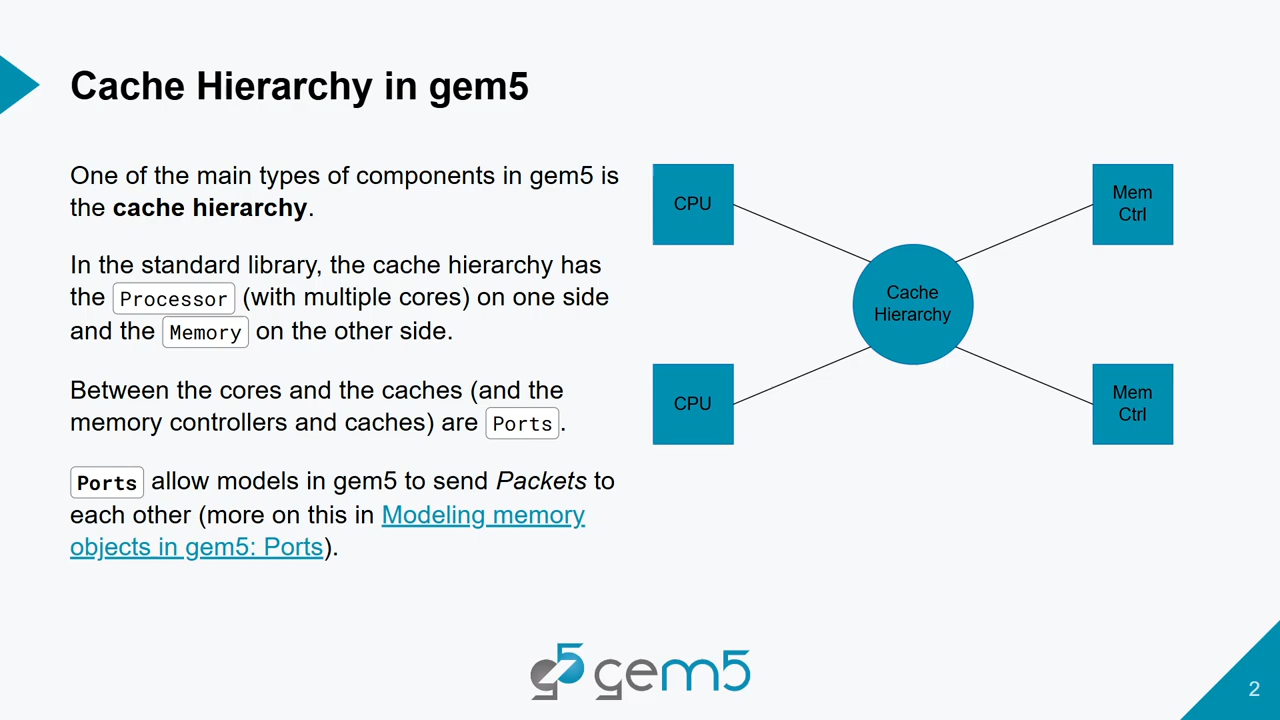 Cache Hierarchy in gem5
One of the main types of components in gem5 is
the cache hierarchy.
In the standard library, the cache hierarchy has
the Processor (with multiple cores) on one side
and the Memory on the other side.
Between the cores and the caches (and the
memory controllers and caches) are Ports.
Ports allow models in gem5 to send Packets to
each other (more on this in Modeling memory
objects in gem5: Ports).
CPU
Mem
Ctrl
Cache
Hierarchy
CPU
Mem
Ctrl
g5 gem5
2